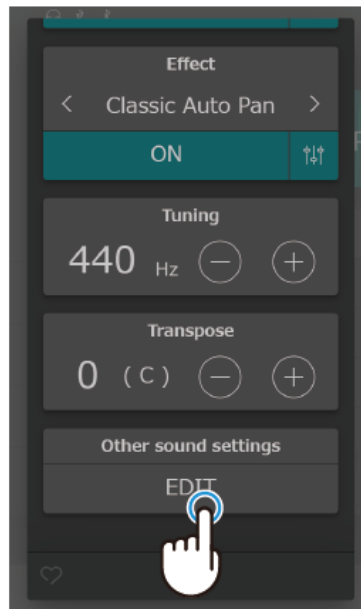 Effect
< Classic Auto Pan >
ON
Tuning
440 Hz − +
Transpose
0 ( C ) − +
Other sound settings
EDIT